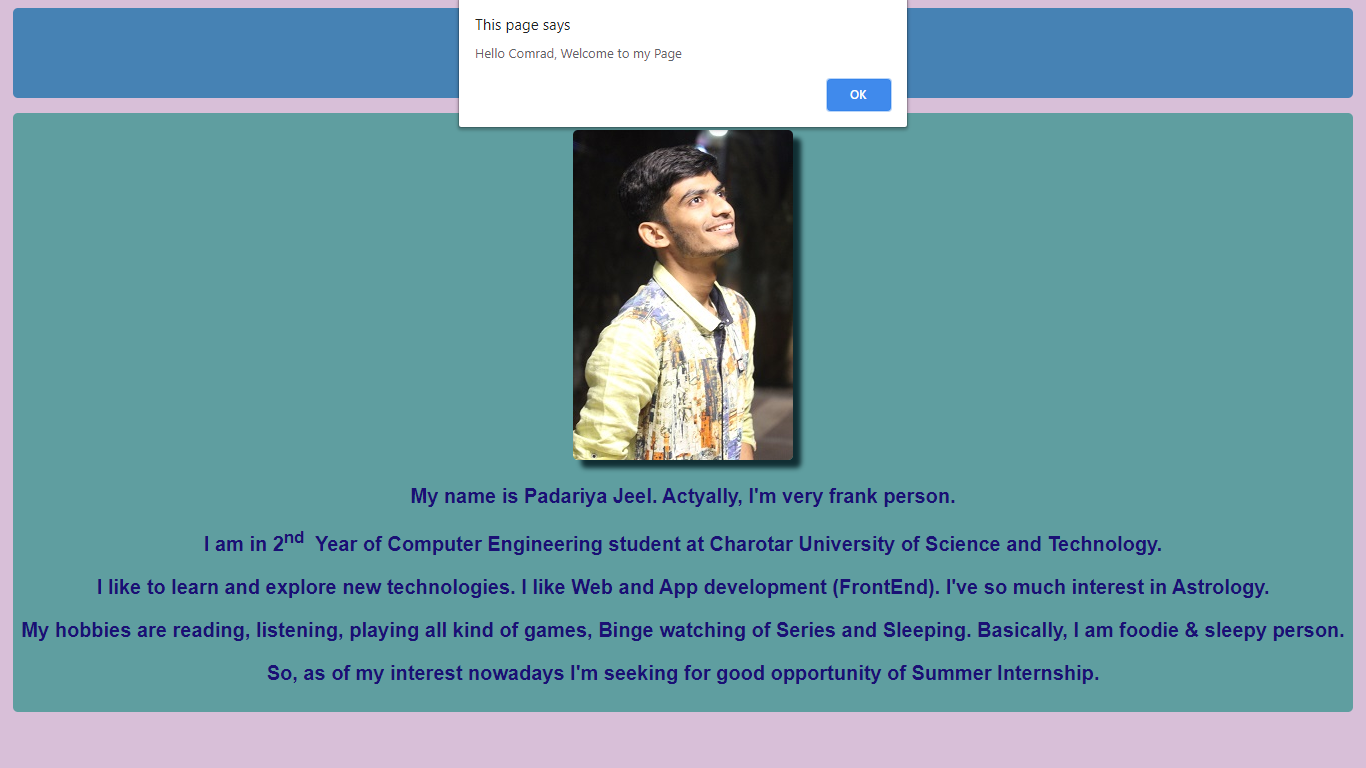 This page says
Hello Comrad, Welcome to my Page
OK
My name is Padariya Jeel. Actyally, I'm very frank person.
I am in 2nd Year of Computer Engineering student at Charotar University of Science and Technology.
I like to learn and explore new technologies. I like Web and App development (FrontEnd). I've so much interest in Astrology.
My hobbies are reading, listening, playing all kind of games, Binge watching of Series and Sleeping. Basically, I am foodie & sleepy person.
So, as of my interest nowadays I'm seeking for good opportunity of Summer Internship.